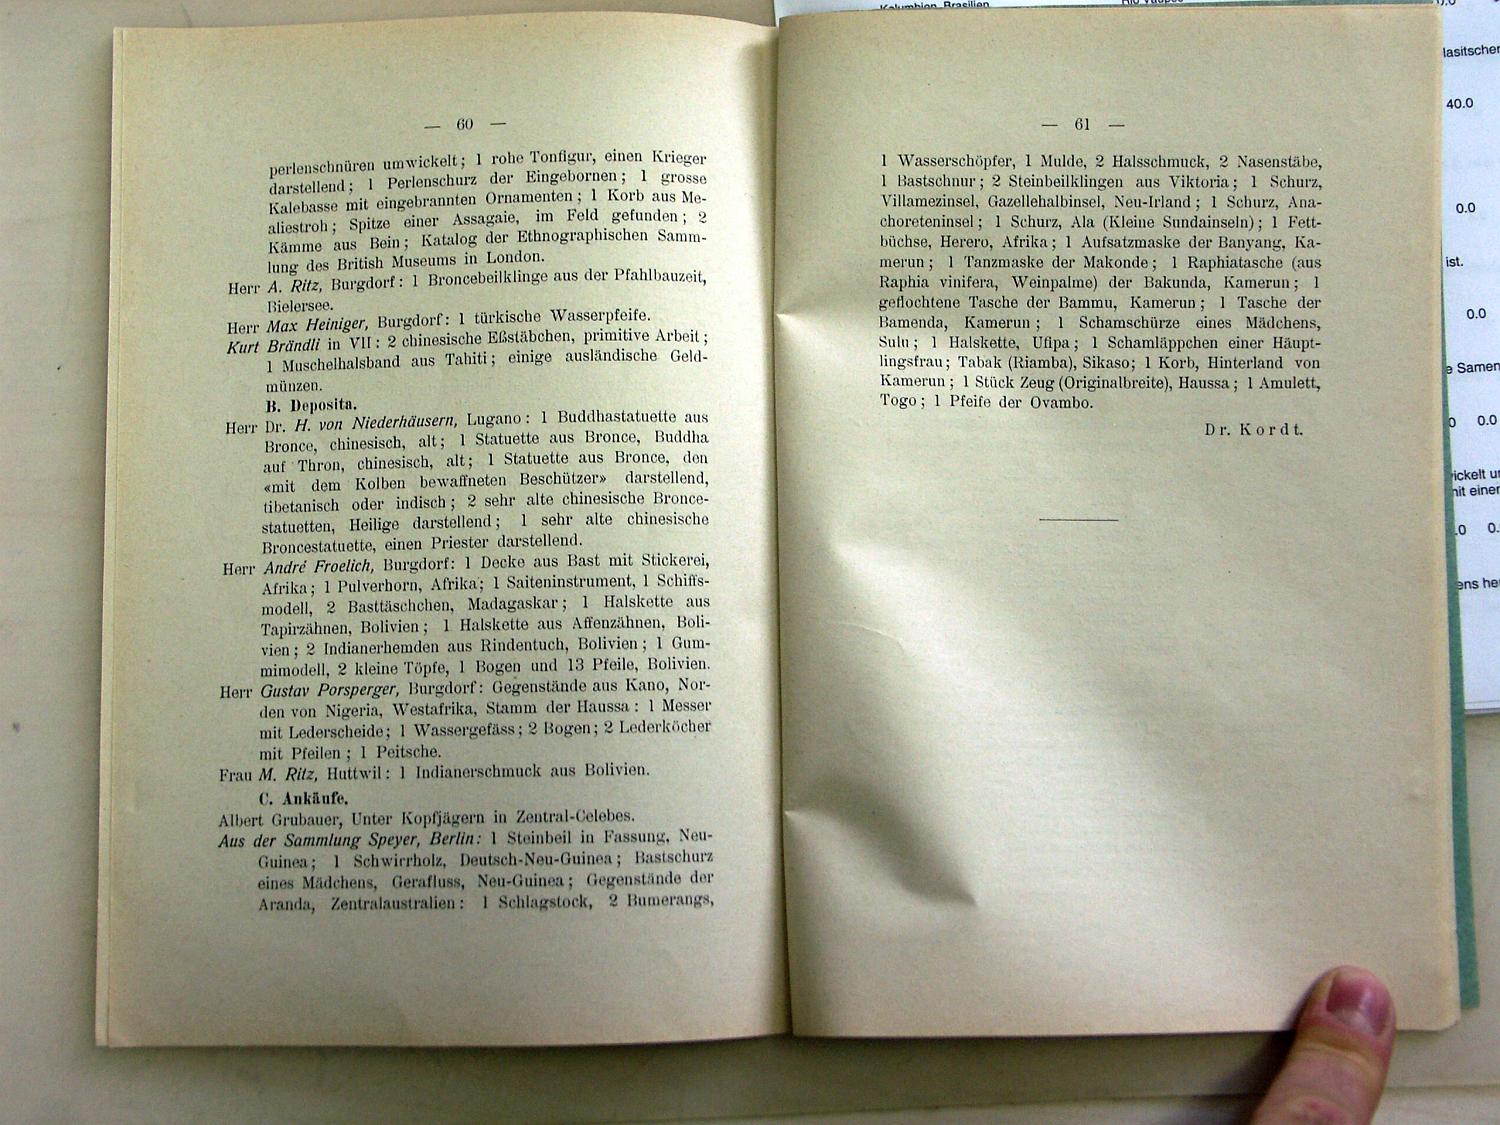 — 60 —
perlenschnüren umwickelt; 1 rohe Tonfigur, einen Krieger
darstellend; 1 Perlenschurz der Eingebornen; 1 grosse
Kalebasse mit eingebrannten Ornamenten; 1 Korb aus Me-
aliestroh; Spitze einer Assagaie, im Feld gefunden; 2
Kämme aus Bein; Katalog der Ethnographischen Samm-
lung des British Museums in London.
Herr A. Ritz, Burgdorf: 1 Broncebeilklinge aus der Pfahlbauzeit,
Bielersee.
Herr Max Heiniger, Burgdorf: 1 türkische Wasserpfeife.
Kurt Brändli in VII: 2 chinesische Eßstäbchen, primitive Arbeit;
1 Muschelhalsband aus Tahiti; einige ausländische Geld-
münzen.
B. Deposita.
Herr Dr. H. von Niederhäusern, Lugano: 1 Buddhastatuette aus
Bronce, chinesisch, alt; 1 Statuette aus Bronce, Buddha
auf Thron, chinesisch, alt; 1 Statuette aus Bronce, den
«mit dem Kolben bewaffneten Beschützer» darstellend,
tibetanisch oder indisch; 2 sehr alte chinesische Bronce-
statuetten, Heilige darstellend; 1 sehr alte chinesische
Broncestatuette, einen Priester darstellend.
Herr André Froelich, Burgdorf: 1 Decke aus Bast mit Stickerei,
Afrika; 1 Pulverhorn, Afrika; 1 Saiteninstrument, 1 Schiffs-
modell, 2 Basttäschchen, Madagaskar; 1 Halskette aus
Tapirzähnen, Bolivien; 1 Halskette aus Affenzähnen, Boli-
vien; 2 Indianerhemden aus Rindentuch, Bolivien; 1 Gum-
mimodell, 2 kleine Töpfe, 1 Bogen und 13 Pfeile, Bolivien.
Herr Gustav Porsperger, Burgdorf: Gegenstände aus Kano, Nor-
den von Nigeria, Westafrika, Stamm der Haussa: 1 Messer
mit Lederscheide; 1 Wassergefäss; 2 Bogen; 2 Lederköcher
mit Pfeilen; 1 Peitsche.
Frau M. Ritz, Huttwil: 1 Indianerschmuck aus Bolivien.
C. Ankäufe.
Albert Grubauer, Unter Kopfjägern in Zentral-Celebes.
Aus der Sammlung Speyer, Berlin: 1 Steinbeil in Fassung, Neu-
Guinea; 1 Schwirrholz, Deutsch-Neu-Guinea; Bastschurz
eines Mädchens, Gerafluss, Neu-Guinea; Gegenstände der
Aranda, Zentralaustralien: 1 Schlagstock, 2 Bumerangs,
— 61 —
1 Wasserschöpfer, 1 Mulde, 2 Halsschmuck, 2 Nasenstäbe,
1 Bastschnur; 2 Steinbeilklingen aus Viktoria; 1 Schurz,
Villamezinsel, Gazellehalbinsel, Neu-Irland; 1 Schurz, Ana-
choreteninsel; 1 Schurz, Ala (Kleine Sundainseln); 1 Fett-
büchse, Herero, Afrika; 1 Aufsatzmaske der Banyang, Ka-
merun; 1 Tanzmaske der Makonde; 1 Raphiatasche (aus
Raphia vinifera, Weinpalme) der Bakunda, Kamerun; 1
geflochtene Tasche der Bammu, Kamerun; 1 Tasche der
Bamenda, Kamerun; 1 Schamschürze eines Mädchens,
Sulu; 1 Halskette, Ufipa; 1 Schamläppchen einer Häupt-
lingsfrau; Tabak (Riamba), Sikaso; 1 Korb, Hinterland von
Kamerun; 1 Stück Zeug (Originalbreite), Haussa; 1 Amulett,
Togo; 1 Pfeife der Ovambo.
Dr. Kordt.
Brasilien
lasitscher
40.0
0.0
ist.
0.0
Samen
0.0
ickelt
einer
ens